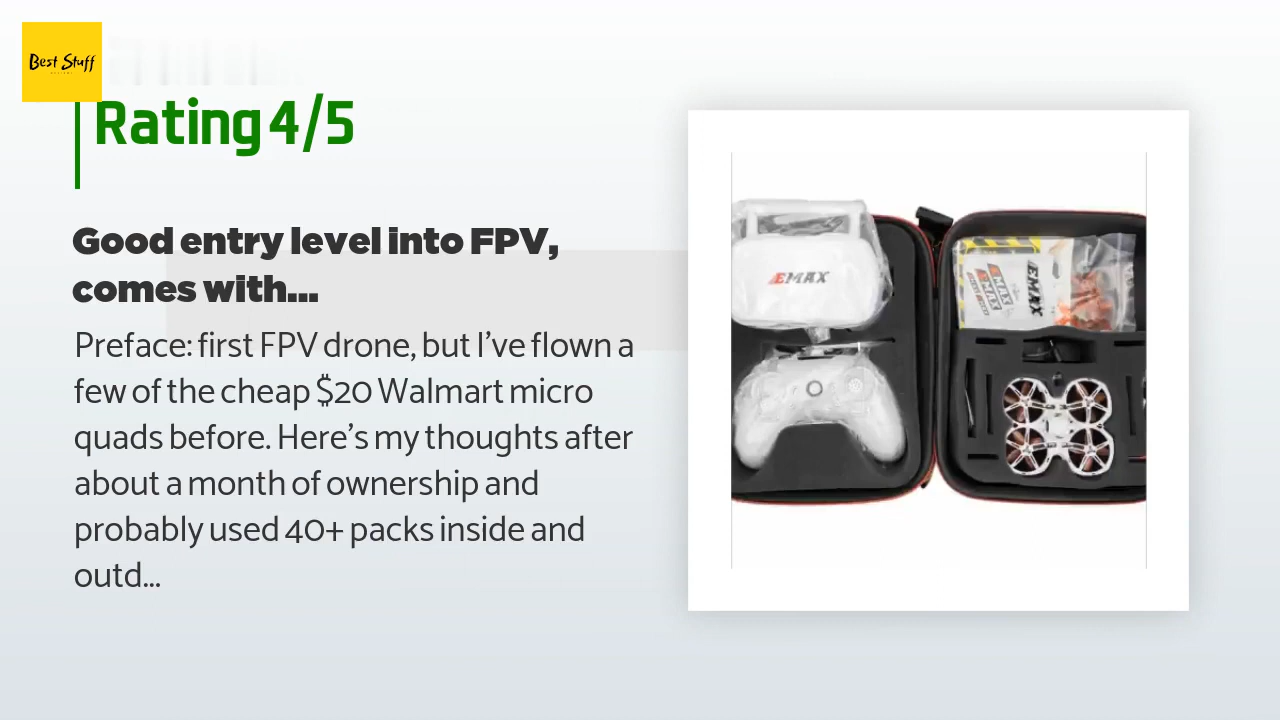 Best Stuff
Rating 4/5
Good entry level into FPV,
comes with...
Preface: first FPV drone, but I've flown a
few of the cheap $20 Walmart micro
quads before. Here's my thoughts after
about a month of ownership and
probably used 40+ packs inside and
outd...
EMAX
EMAX
EMAX
EMAX